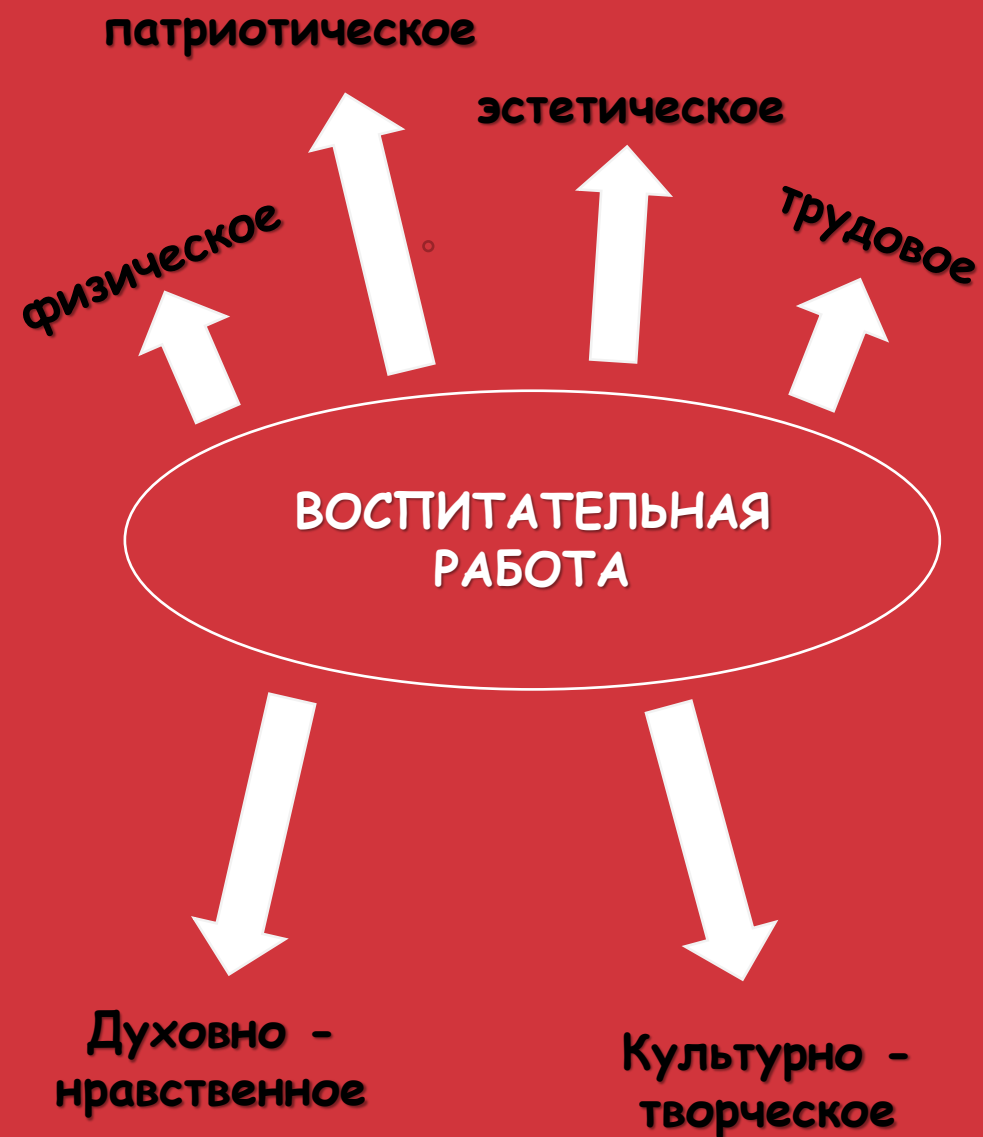 патриотическое
эстетическое
трудовое
физическое
ВОСПИТАТЕЛЬНАЯ
РАБОТА
Духовно -
нравственное
Культурно -
творческое